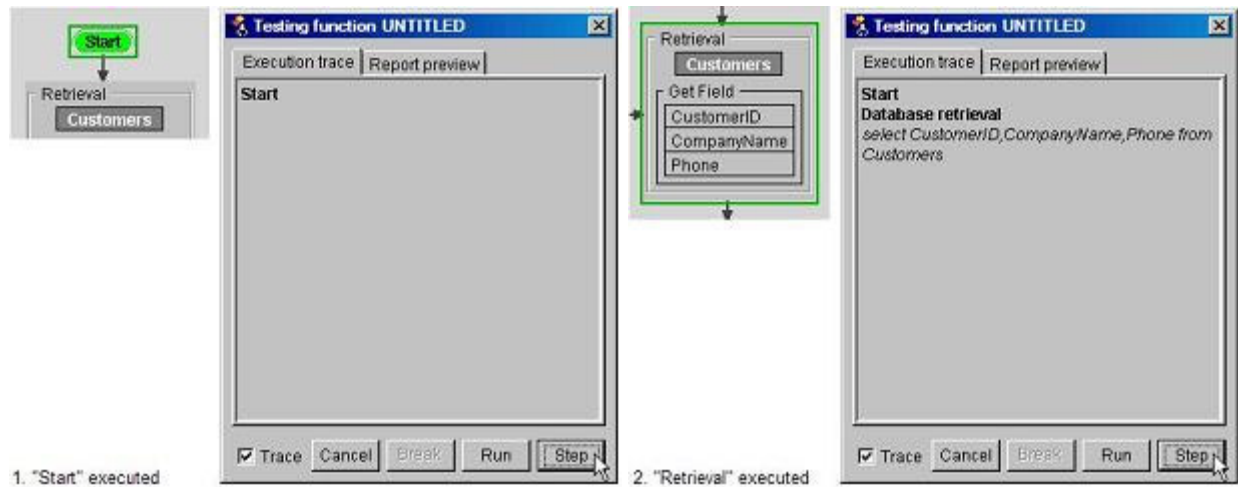 Start
Retrieval
Customers
1. "Start" executed
Testing function UNTITLED
Execution trace Report preview
Start
Trace Cancel Break Run Step
Retrieval
Customers
Get Field
CustomerID
CompanyName
Phone
2. "Retrieval" executed
Testing function UNTITLED
Execution trace Report preview
Start
Database retrieval
select CustomerID,CompanyName,Phone from
Customers
Trace Cancel Break Run Step